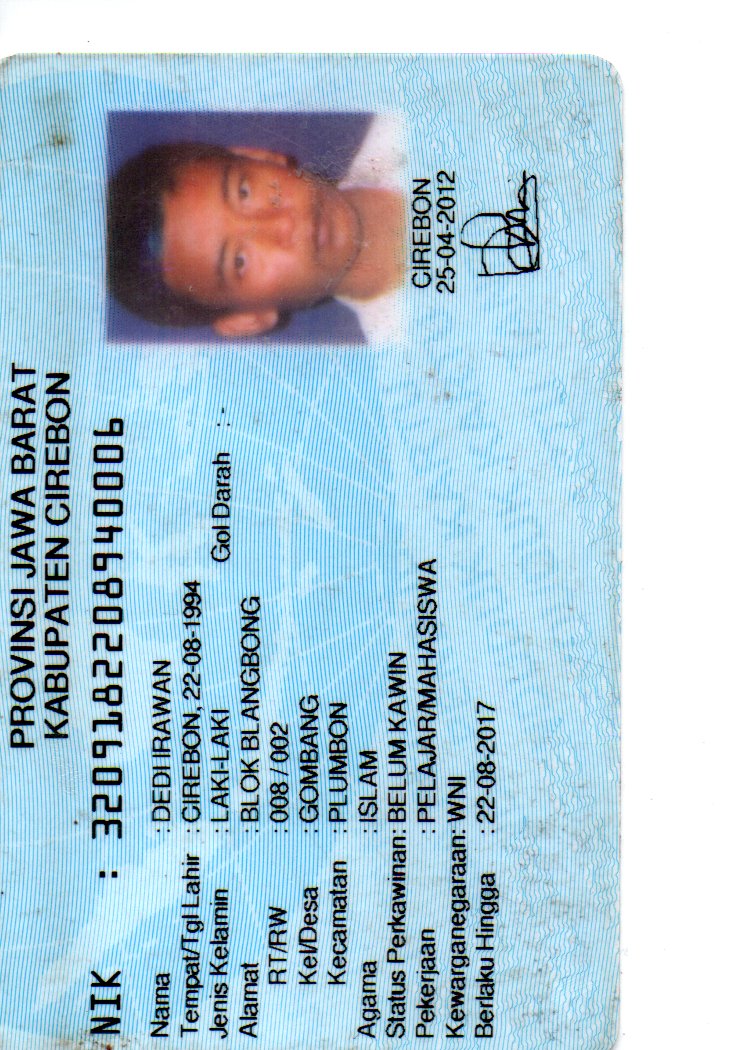 PROVINSI JAWA BARAT
KABUPATEN CIREBON
NIK : 3209182208940006
Nama : DEDI IRAWAN
Tempat/Tgl Lahir : CIREBON, 22-08-1994
Jenis Kelamin : LAKI-LAKI Gol Darah : -
Alamat : BLOK BLANGBONG
RT/RW : 008 / 002
Kel/Desa : GOMBANG
Kecamatan : PLUMBON
Agama : ISLAM
Status Perkawinan: BELUM KAWIN
Pekerjaan : PELAJAR/MAHASISWA
Kewarganegaraan: WNI
Berlaku Hingga : 22-08-2017
CIREBON
25-04-2012